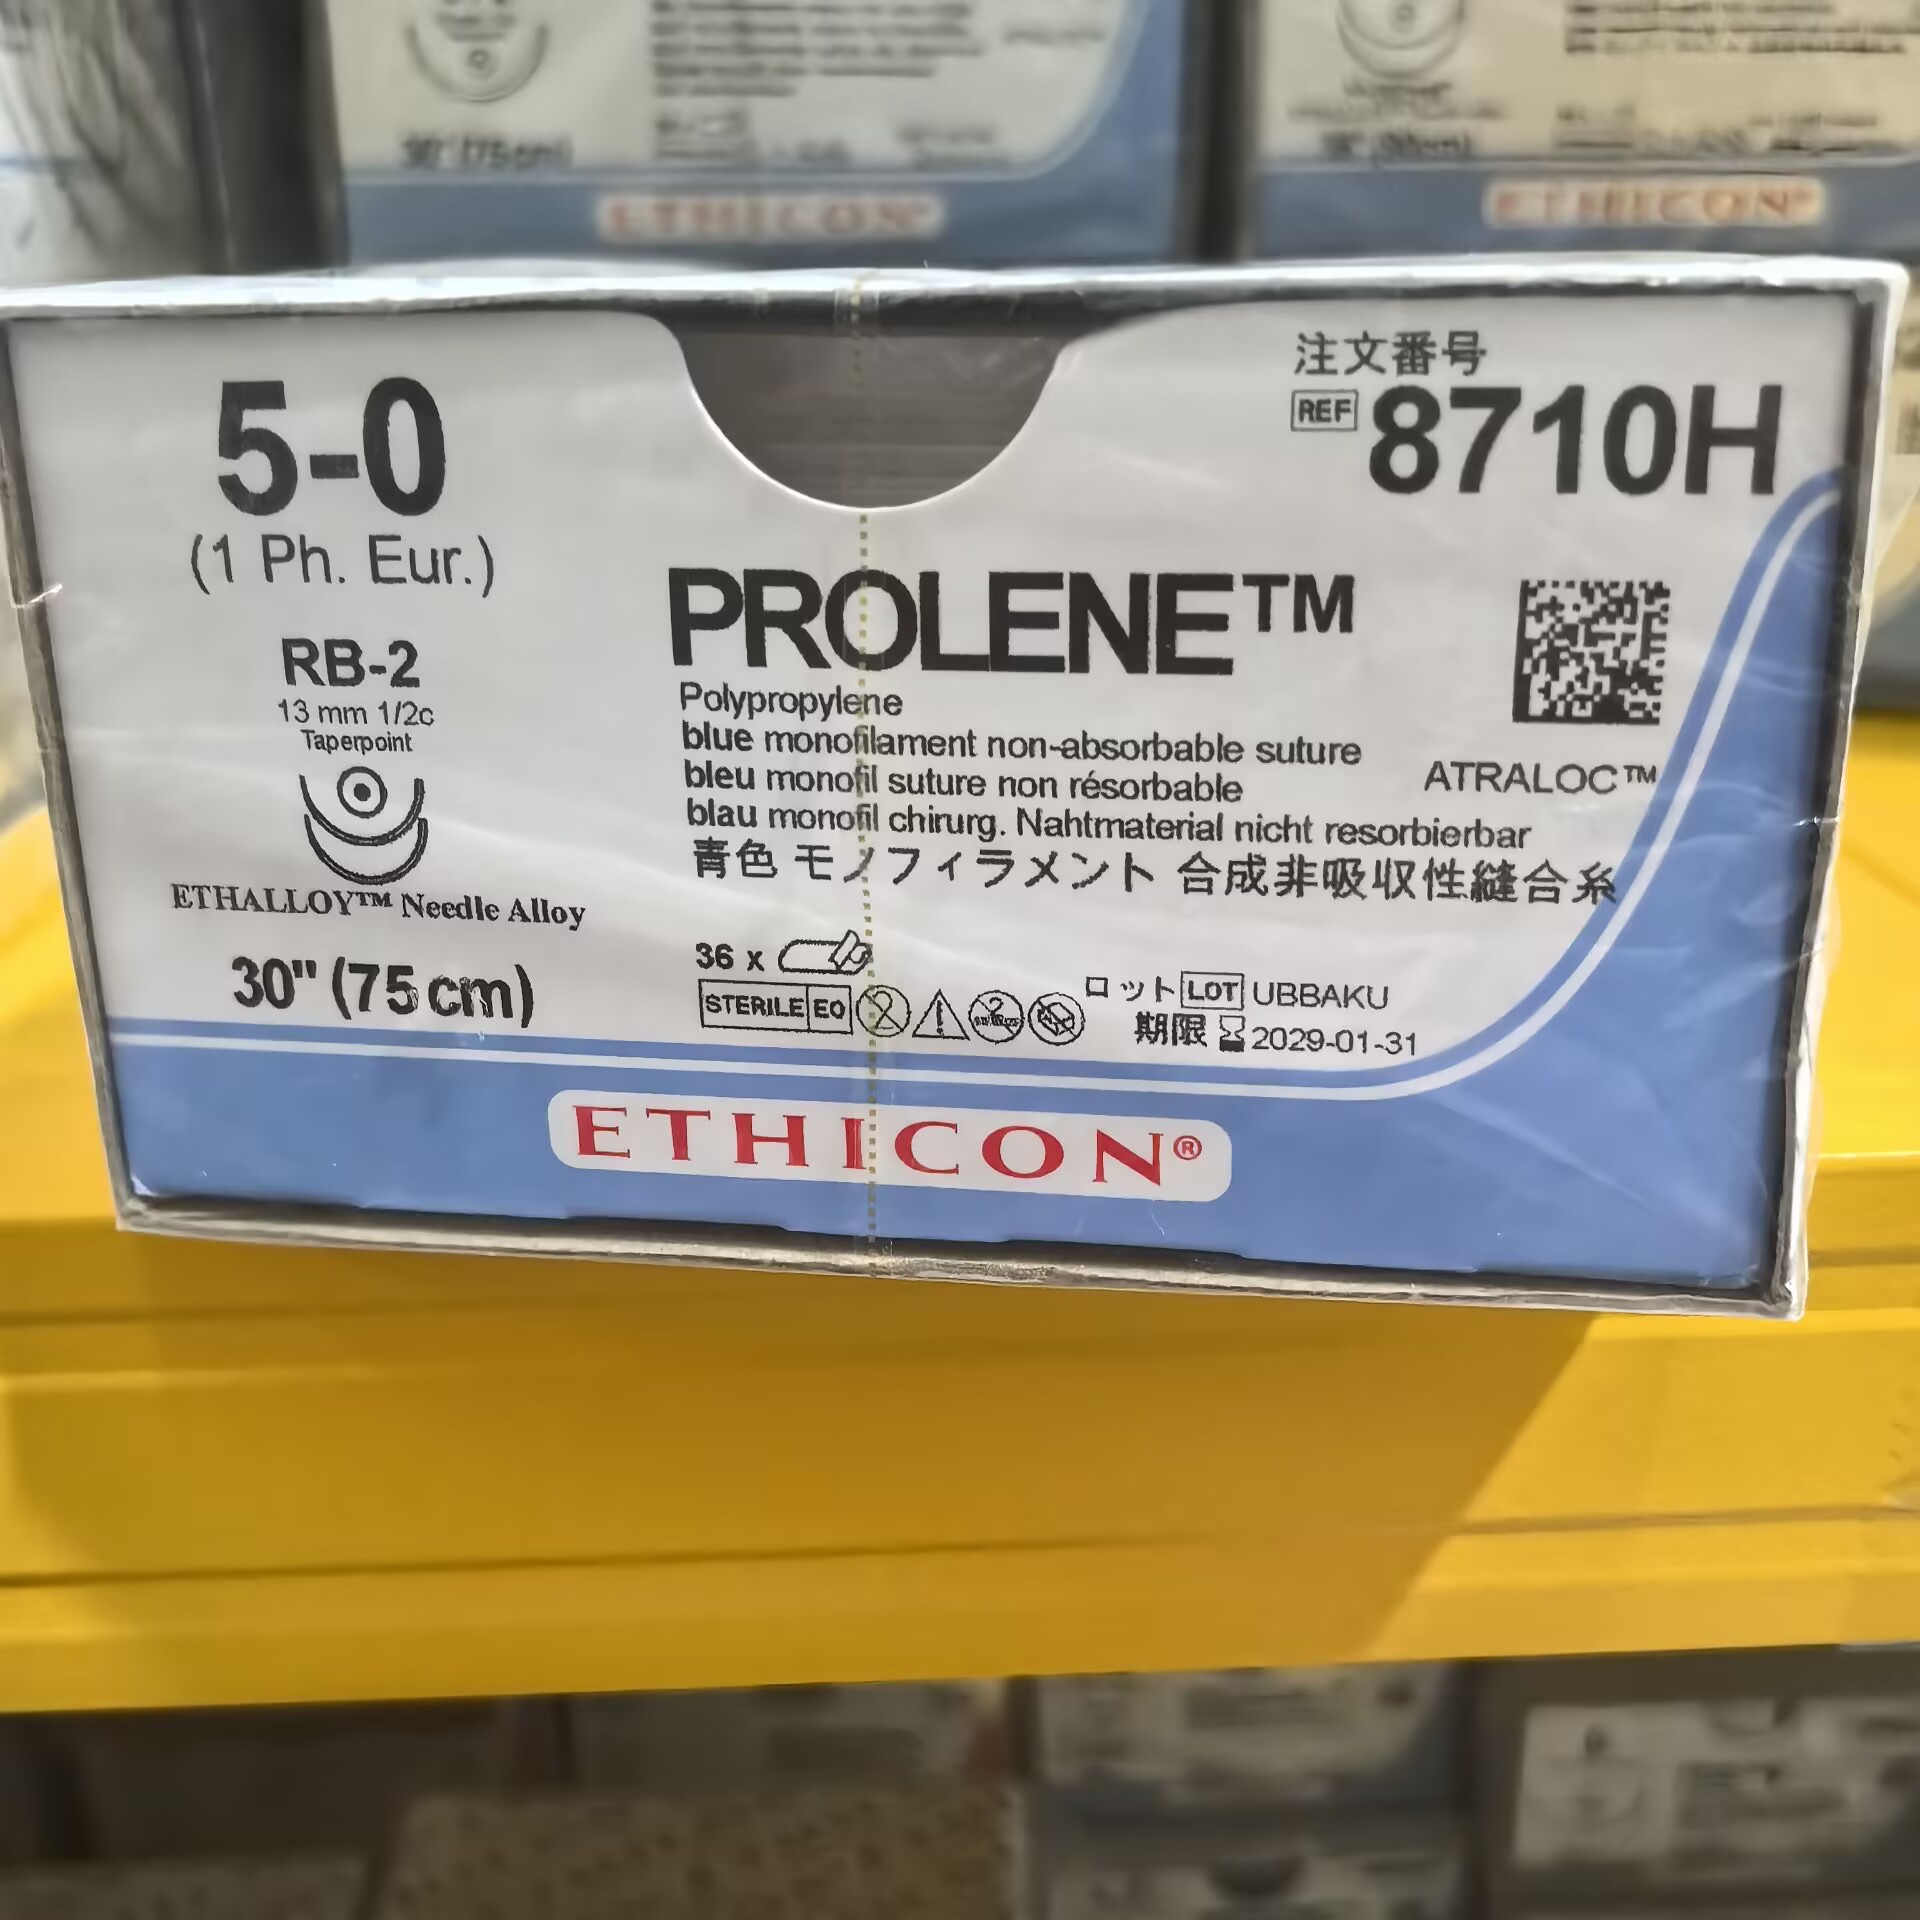 30" (75cm)
ETHICON
ETHICON
5-0
(1 Ph. Eur.)
RB-2
13 mm 1/2c
Taperpoint
ETHALLOY™ Needle Alloy
30" (75 cm)
注文番号
REF 8710H
PROLENE™
Polypropylene
blue monofilament non-absorbable suture
bleu monofil suture non résorbable
blau monofil chirurg. Nahtmaterial nicht resorbierbar
青色 モノフィラメント 合成非吸収性縫合糸
ATRALOC™
36 x
STERILE EO
ロット LOT UBBAKU
期限 2029-01-31
ETHICON®